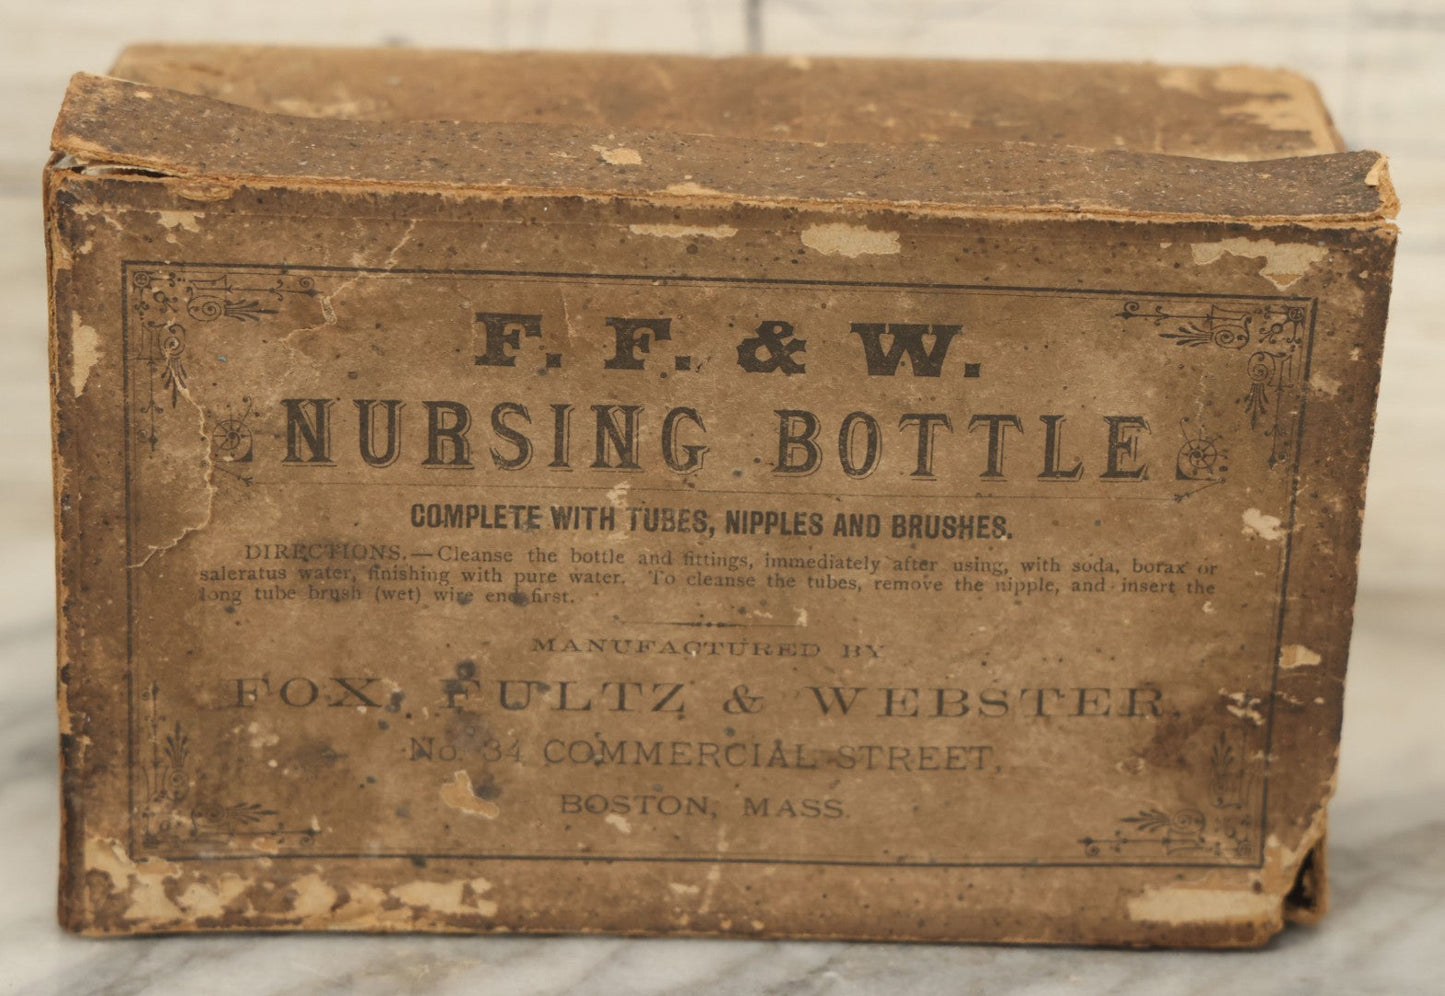 F. F. & W.
NURSING BOTTLE
COMPLETE WITH TUBES, NIPPLES AND BRUSHES.
DIRECTIONS.—Cleanse the bottle and fittings, immediately after using, with soda, borax or
saleratus water, finishing with pure water. To cleanse the tubes, remove the nipple, and insert the
long tube brush (wet) wire end first.
MANUFACTURED BY
FOX, FULTZ & WEBSTER,
No. 34 COMMERCIAL STREET,
BOSTON, MASS.